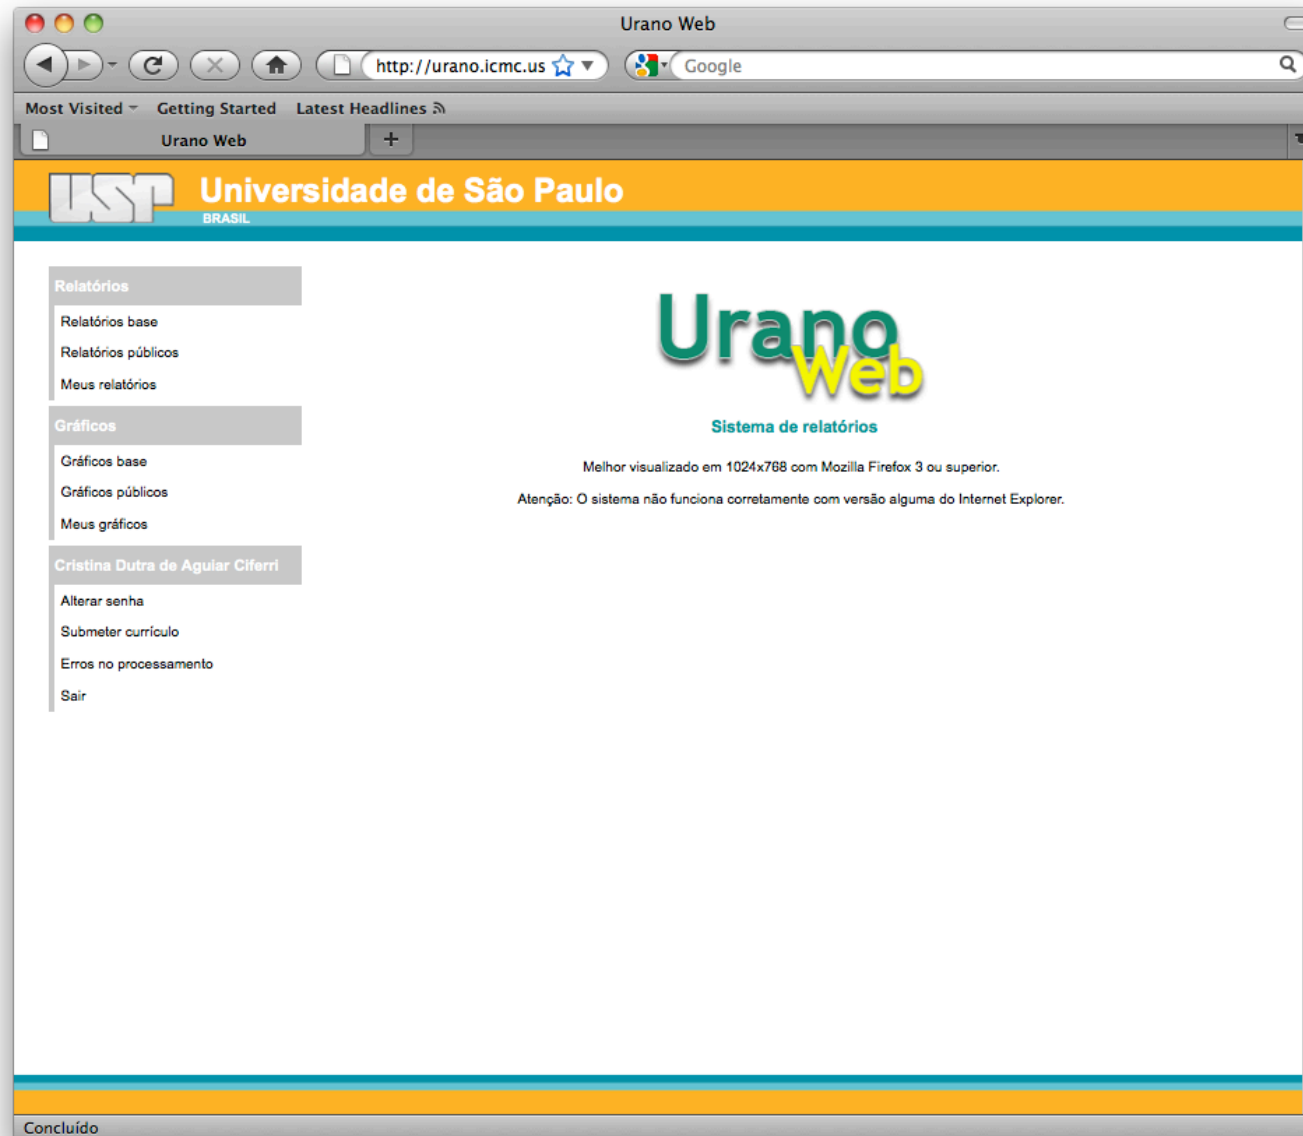 Urano Web
http://urano.icmc.us
Google
Most Visited
Getting Started
Latest Headlines
Urano Web
USP
Universidade de São Paulo
BRASIL
Relatórios
Relatórios base
Relatórios públicos
Meus relatórios
Gráficos
Gráficos base
Gráficos públicos
Meus gráficos
Cristina Dutra de Aguiar Ciferri
Alterar senha
Submeter currículo
Erros no processamento
Sair
Urano
Web
Sistema de relatórios
Melhor visualizado em 1024x768 com Mozilla Firefox 3 ou superior.
Atenção: O sistema não funciona corretamente com versão alguma do Internet Explorer.
Concluído